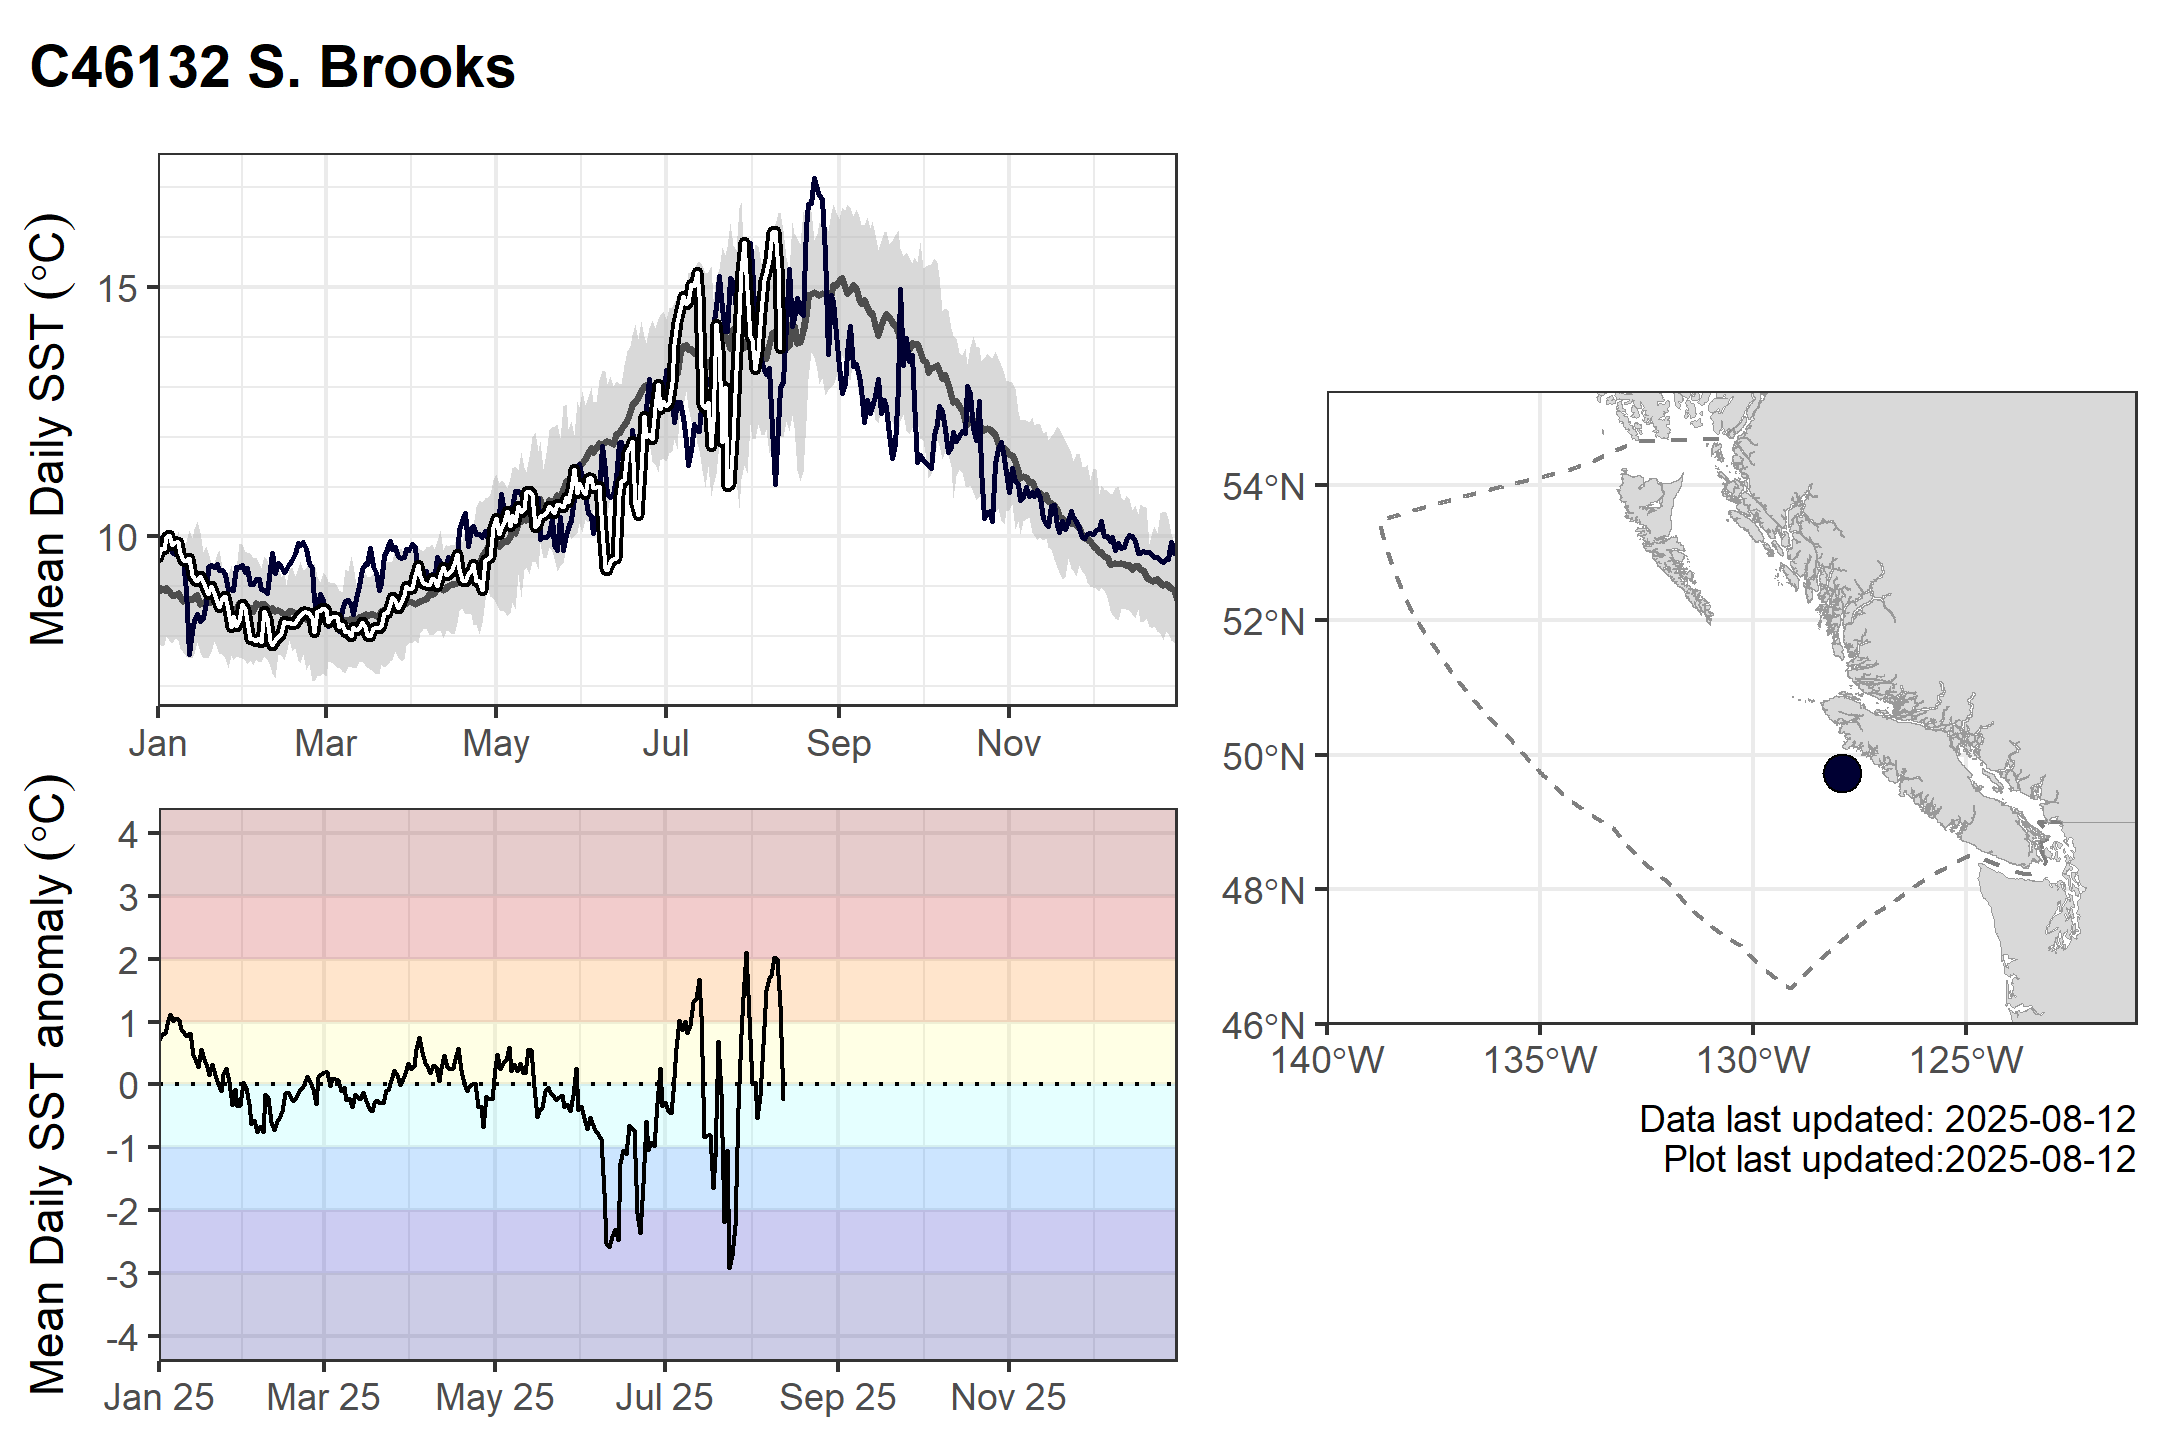 C46132 S. Brooks
Mean Daily SST (°C)
15
10
Jan Mar May Jul Sep Nov
Mean Daily SST anomaly (°C)
4
3
2
1
0
-1
-2
-3
-4
Jan 25 Mar 25 May 25 Jul 25 Sep 25 Nov 25
54°N
52°N
50°N
48°N
46°N
140°W 135°W 130°W 125°W
Data last updated: 2025-08-12
Plot last updated:2025-08-12